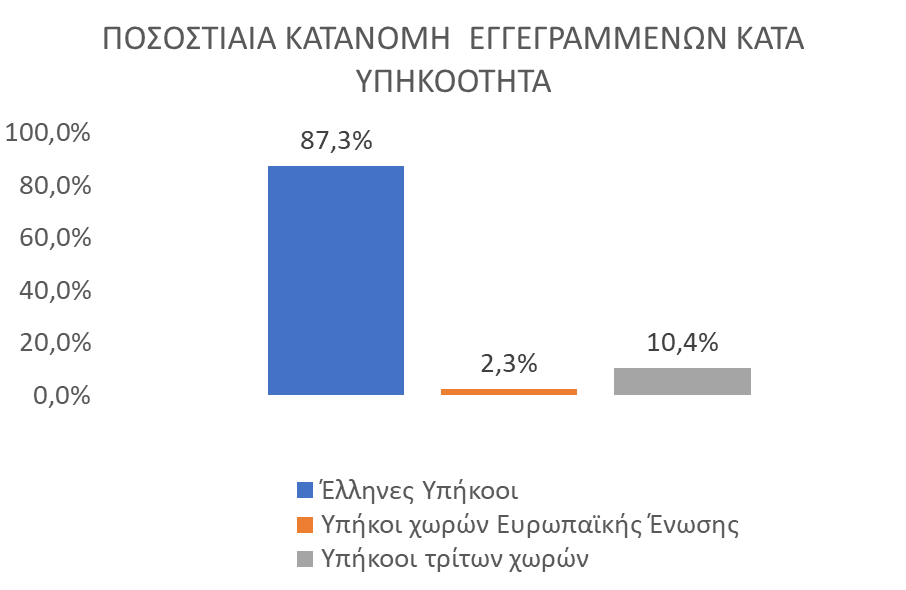 ΠΟΣΟΣΤΙΑΙΑ ΚΑΤΑΝΟΜΗ  ΕΓΓΕΓΡΑΜΜΕΝΩΝ ΚΑΤΑ
ΥΠΗΚΟΟΤΗΤΑ
100,0%
80,0%
60,0%
40,0%
20,0%
0,0%
87,3%
2,3%
10,4%
Έλληνες Υπήκοοι
Υπήκοι χωρών Ευρωπαϊκής Ένωσης
Υπήκοοι τρίτων χωρών